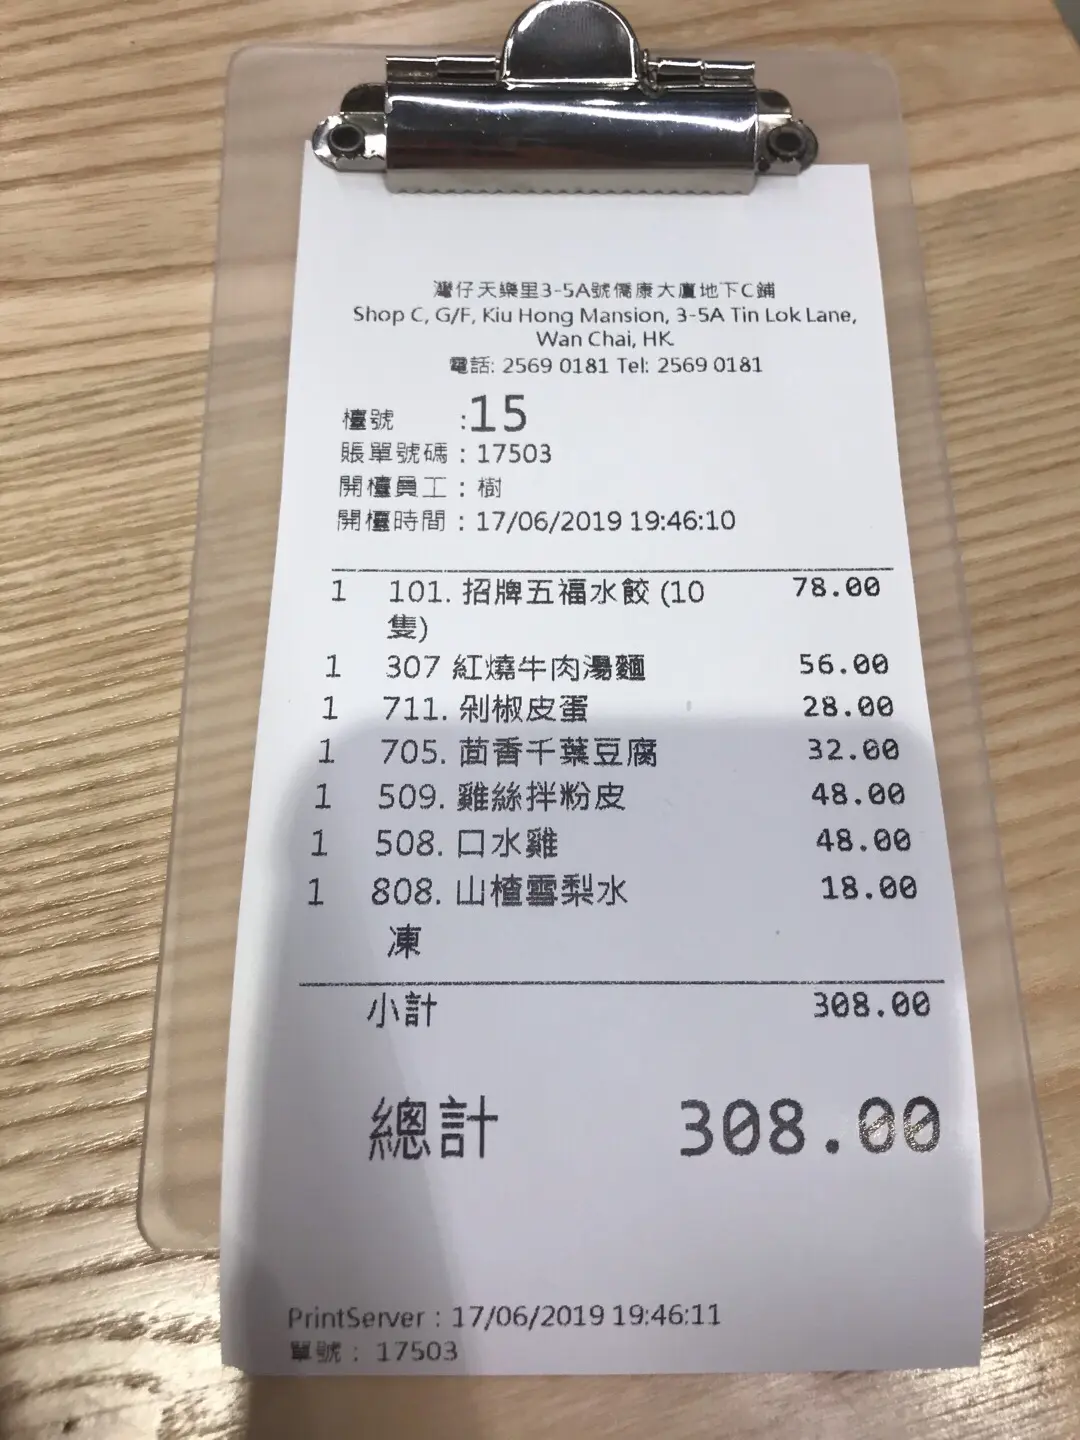 灣仔天樂里3-5A號僑康大廈地下C鋪
Shop C, G/F, Kiu Hong Mansion, 3-5A Tin Lok Lane,
Wan Chai, HK.
電話: 2569 0181 Tel: 2569 0181
檯號 :15
賬單號碼 : 17503
開檯員工 : 樹
開檯時間 : 17/06/2019 19:46:10
1 101. 招牌五福水餃 (10 78.00
隻)
1 307 紅燒牛肉湯麵 56.00
1 711. 剁椒皮蛋 28.00
1 705. 茴香千葉豆腐 32.00
1 509. 雞絲拌粉皮 48.00
1 508. 口水雞 48.00
1 808. 山楂雪梨水 18.00
凍
小計 308.00
總計 308.00
PrintServer : 17/06/2019 19:46:11
單號 : 17503